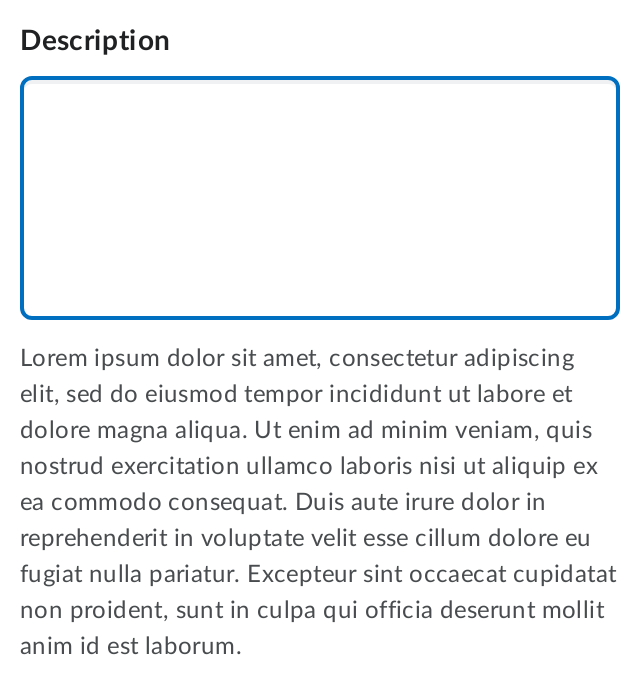 Description
Lorem ipsum dolor sit amet, consectetur adipiscing
elit, sed do eiusmod tempor incididunt ut labore et
dolore magna aliqua. Ut enim ad minim veniam, quis
nostrud exercitation ullamco laboris nisi ut aliquip ex
ea commodo consequat. Duis aute irure dolor in
reprehenderit in voluptate velit esse cillum dolore eu
fugiat nulla pariatur. Excepteur sint occaecat cupidatat
non proident, sunt in culpa qui officia deserunt mollit
anim id est laborum.